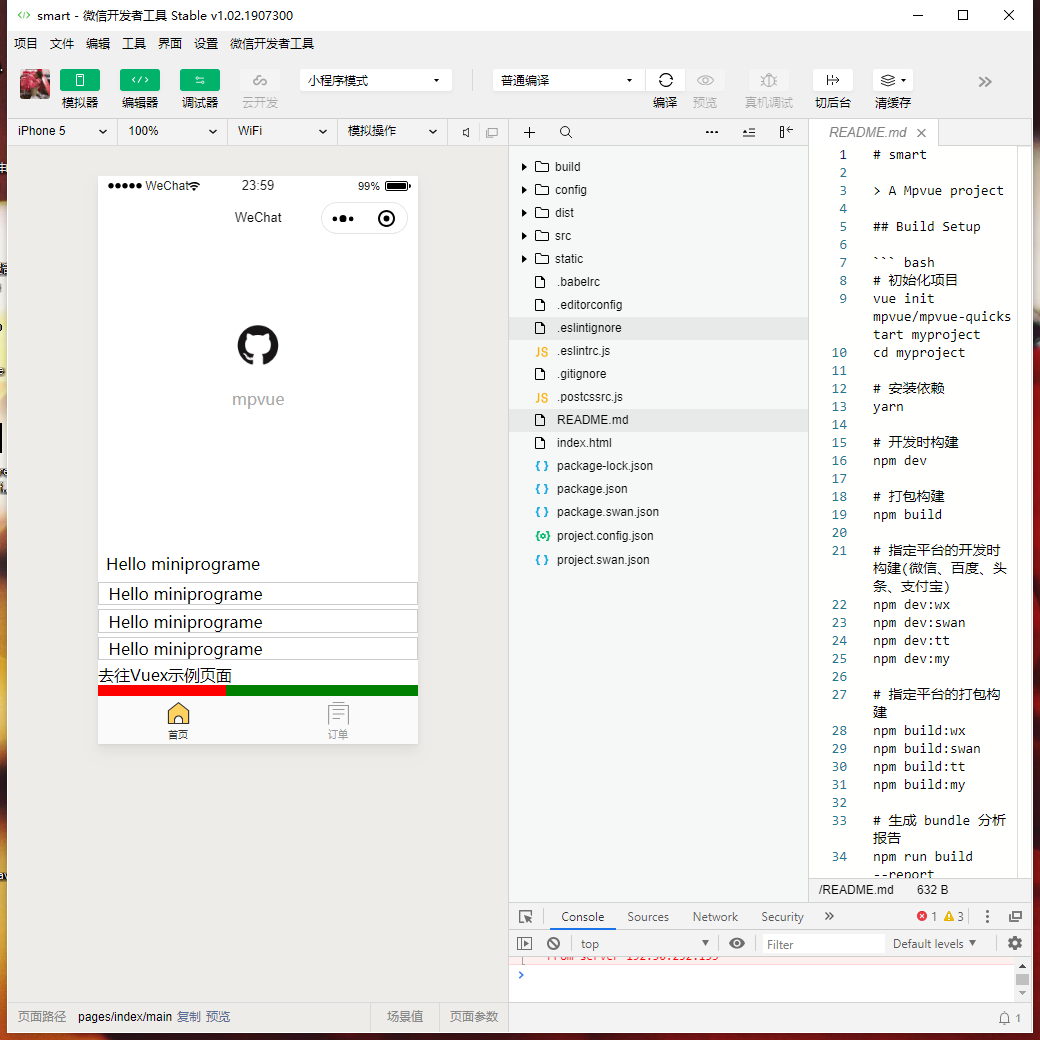 smart - 微信开发者工具 Stable v1.02.1907300
项目 文件 编辑 工具 界面 设置 微信开发者工具
小程序模式 普通编译
模拟器 编辑器 调试器 云开发 编译 预览 真机调试 切后台 清缓存
iPhone 5 100% WiFi 模拟操作
WeChat 23:59 99%
WeChat
mpvue
Hello miniprograme
Hello miniprograme
Hello miniprograme
Hello miniprograme
去往Vuex示例页面
首页 订单
build
config
dist
src
static
.babelrc
.editorconfig
.eslintignore
JS .eslintrc.js
.gitignore
JS .postcssrc.js
README.md
index.html
{ } package-lock.json
{ } package.json
{ } package.swan.json
{o} project.config.json
{ } project.swan.json
README.md
1 # smart
2
3 > A Mpvue project
4
5 ## Build Setup
6
7 ``` bash
8 # 初始化项目
9 vue init
mpvue/mpvue-quicks
tart myproject
10 cd myproject
11
12 # 安装依赖
13 yarn
14
15 # 开发时构建
16 npm dev
17
18 # 打包构建
19 npm build
20
21 # 指定平台的开发时
构建(微信、百度、头
条、支付宝)
22 npm dev:wx
23 npm dev:swan
24 npm dev:tt
25 npm dev:my
26
27 # 指定平台的打包构
建
28 npm build:wx
29 npm build:swan
30 npm build:tt
31 npm build:my
32
33 # 生成 bundle 分析
报告
34 npm run build
--report
/README.md 632 B
Console Sources Network Security 1 3
top Filter Default levels
页面路径 pages/index/main 复制 预览 场景值 页面参数 1